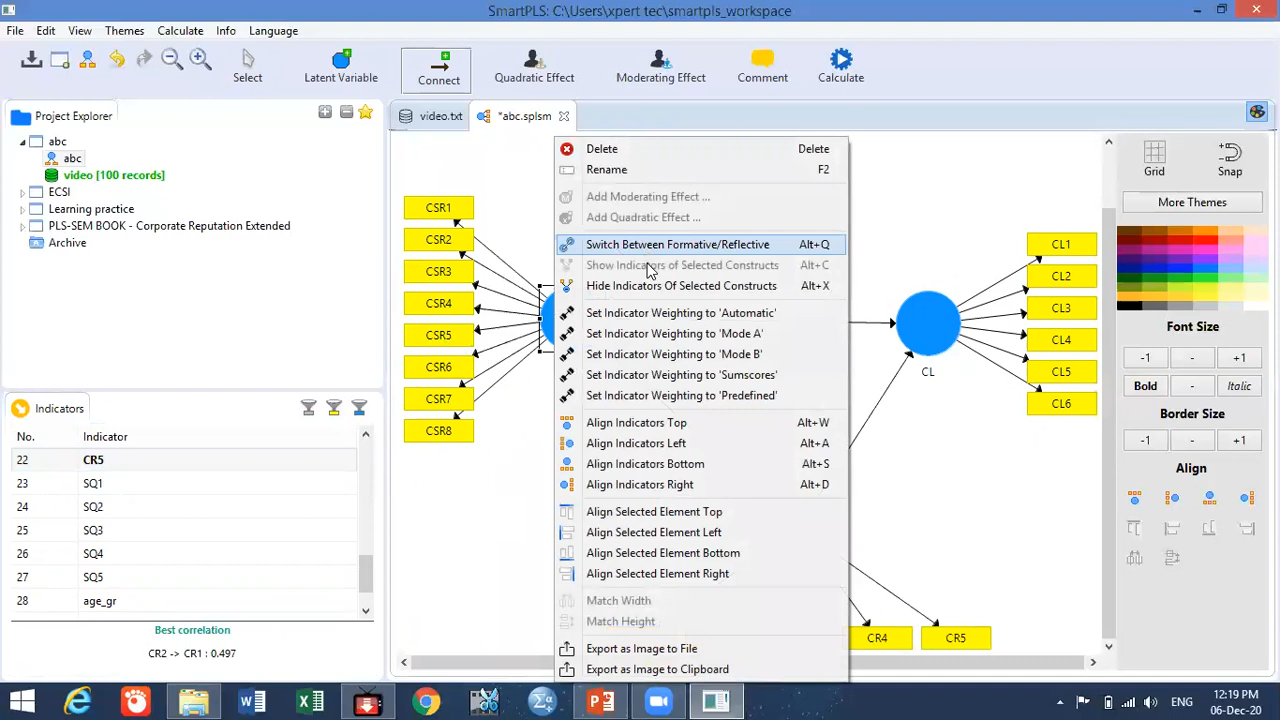 SmartPLS: C:\Users\xpert tec\smartpls_workspace
File Edit View Themes Calculate Info Language
Select
Latent Variable
Connect
Quadratic Effect
Moderating Effect
Comment
Calculate
Project Explorer
abc
abc
video [100 records]
ECSI
Learning practice
PLS-SEM BOOK - Corporate Reputation Extended
Archive
Indicators
No. Indicator
22 CR5
23 SQ1
24 SQ2
25 SQ3
26 SQ4
27 SQ5
28 age_gr
Best correlation
CR2 -> CR1 : 0.497
video.txt
*abc.splsm
CSR1
CSR2
CSR3
CSR4
CSR5
CSR6
CSR7
CSR8
Delete Delete
Rename F2
Add Moderating Effect ...
Add Quadratic Effect ...
Switch Between Formative/Reflective Alt+Q
Show Indicators of Selected Constructs Alt+C
Hide Indicators Of Selected Constructs Alt+X
Set Indicator Weighting to 'Automatic'
Set Indicator Weighting to 'Mode A'
Set Indicator Weighting to 'Mode B'
Set Indicator Weighting to 'Sumscores'
Set Indicator Weighting to 'Predefined'
Align Indicators Top Alt+W
Align Indicators Left Alt+A
Align Indicators Bottom Alt+S
Align Indicators Right Alt+D
Align Selected Element Top
Align Selected Element Left
Align Selected Element Bottom
Align Selected Element Right
Match Width
Match Height
Export as Image to File
Export as Image to Clipboard
CL
CL1
CL2
CL3
CL4
CL5
CL6
CR4
CR5
Grid
Snap
More Themes
Font Size
-1 - +1
Bold - Italic
Border Size
-1 - +1
Align
ENG
12:19 PM
06-Dec-20